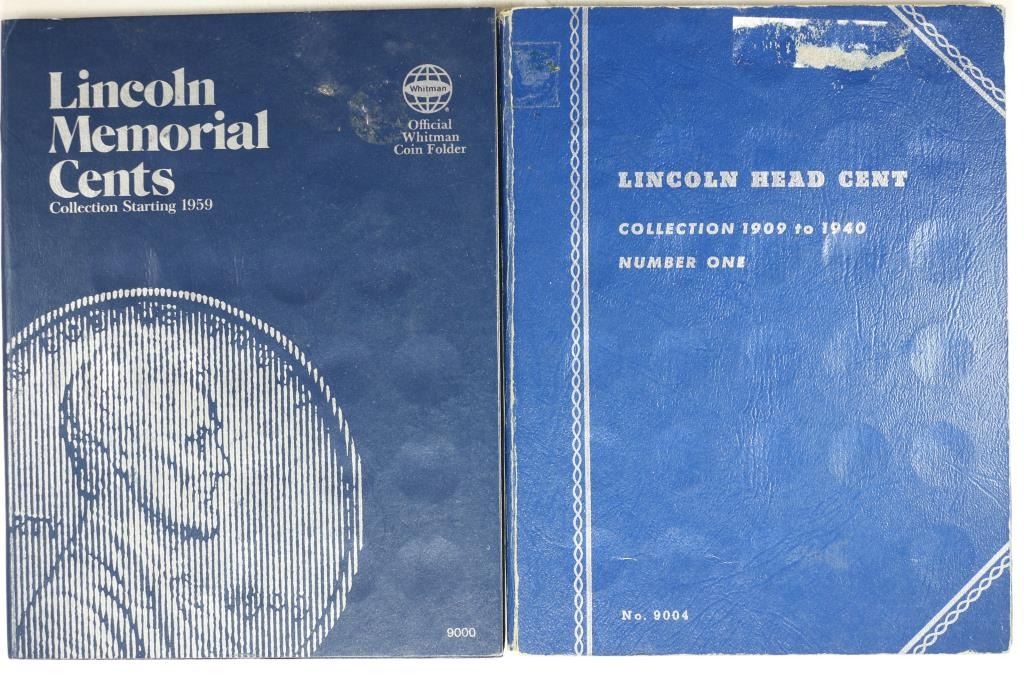 Lincoln
Memorial
Cents
Collection Starting 1959
Whitman
Official
Whitman
Coin Folder
9000
LINCOLN HEAD CENT
COLLECTION 1909 to 1940
NUMBER ONE
No. 9004